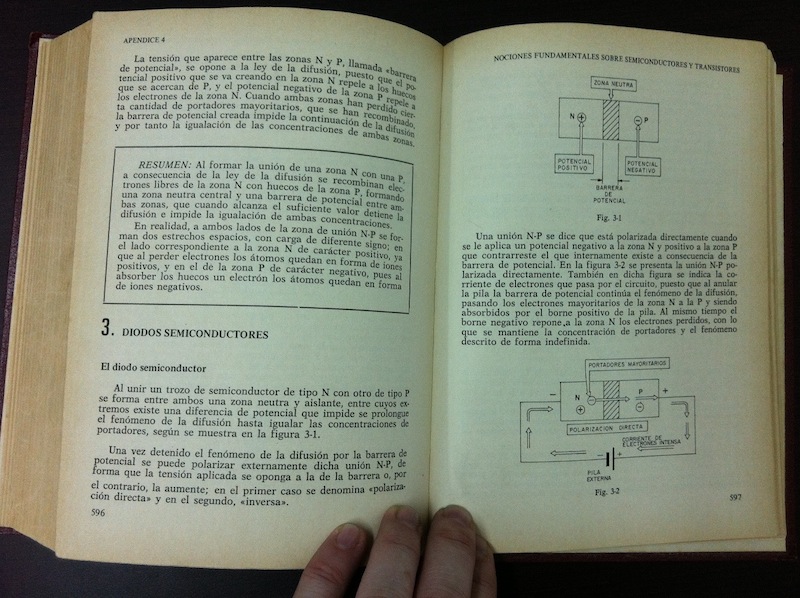 APENDICE 4
La tensión que aparece entre las zonas N y P, llamada «barrera
de potencial», se opone a la ley de la difusión, puesto que el po-
tencial positivo que se va creando en la zona N repele a los huecos
que se acercan de P, y el potencial negativo de la zona P repele a
los electrones de la zona N. Cuando ambas zonas han perdido cier-
ta cantidad de portadores mayoritarios, que se han recombinado,
la barrera de potencial creada impide la continuación de la difusión
y por tanto la igualación de las concentraciones de ambas zonas.
RESUMEN: Al formar la unión de una zona N con una P,
a consecuencia de la ley de la difusión se recombinan elec-
trones libres de la zona N con huecos de la zona P, formando
una zona neutra central y una barrera de potencial entre am-
bas zonas, que cuando alcanza el suficiente valor detiene la
difusión e impide la igualación de ambas concentraciones.
En realidad, a ambos lados de la zona de unión N-P se for-
man dos estrechos espacios, con carga de diferente signo; en
el lado correspondiente a la zona N de carácter positivo, ya
que al perder electrones los átomos quedan en forma de iones
positivos, y en el de la zona P de carácter negativo, pues al
absorber los huecos un electrón los átomos quedan en forma
de iones negativos.
3. DIODOS SEMICONDUCTORES
El diodo semiconductor
Al unir un trozo de semiconductor de tipo N con otro de tipo P
se forma entre ambos una zona neutra y aislante, entre cuyos ex-
tremos existe una diferencia de potencial que impide se prolongue
el fenómeno de la difusión hasta igualar las concentraciones de
portadores, según se muestra en la figura 3-1.
Una vez detenido el fenómeno de la difusión por la barrera de
potencial se puede polarizar externamente dicha unión N-P, de
forma que la tensión aplicada se oponga a la de la barrera o, por
el contrario, la aumente; en el primer caso se denomina «polariza-
ción directa» y en el segundo, «inversa».
596
NOCIONES FUNDAMENTALES SOBRE SEMICONDUCTORES Y TRANSISTORES
ZONA NEUTRA
N + - P
POTENCIAL
POSITIVO
POTENCIAL
NEGATIVO
BARRERA
DE
POTENCIAL
Fig. 3-1
Una unión N-P se dice que está polarizada directamente cuando
se le aplica un potencial negativo a la zona N y positivo a la zona P
que contrarreste el que internamente existe a consecuencia de la
barrera de potencial. En la figura 3-2 se presenta la unión N-P po-
larizada directamente. También en dicha figura se indica la co-
rriente de electrones que pasa por el circuito, puesto que al anular
la pila la barrera de potencial continúa el fenómeno de la difusión,
pasando los electrones mayoritarios de la zona N a la P y siendo
absorbidos por el borne positivo de la pila. Al mismo tiempo el
borne negativo repone a la zona N los electrones perdidos, con lo
que se mantiene la concentración de portadores y el fenómeno
descrito de forma indefinida.
PORTADORES MAYORITARIOS
- N - P +
+ -
POLARIZACION DIRECTA
CORRIENTE DE
ELECTRONES INTENSA
- +
PILA
EXTERNA
Fig. 3-2
597